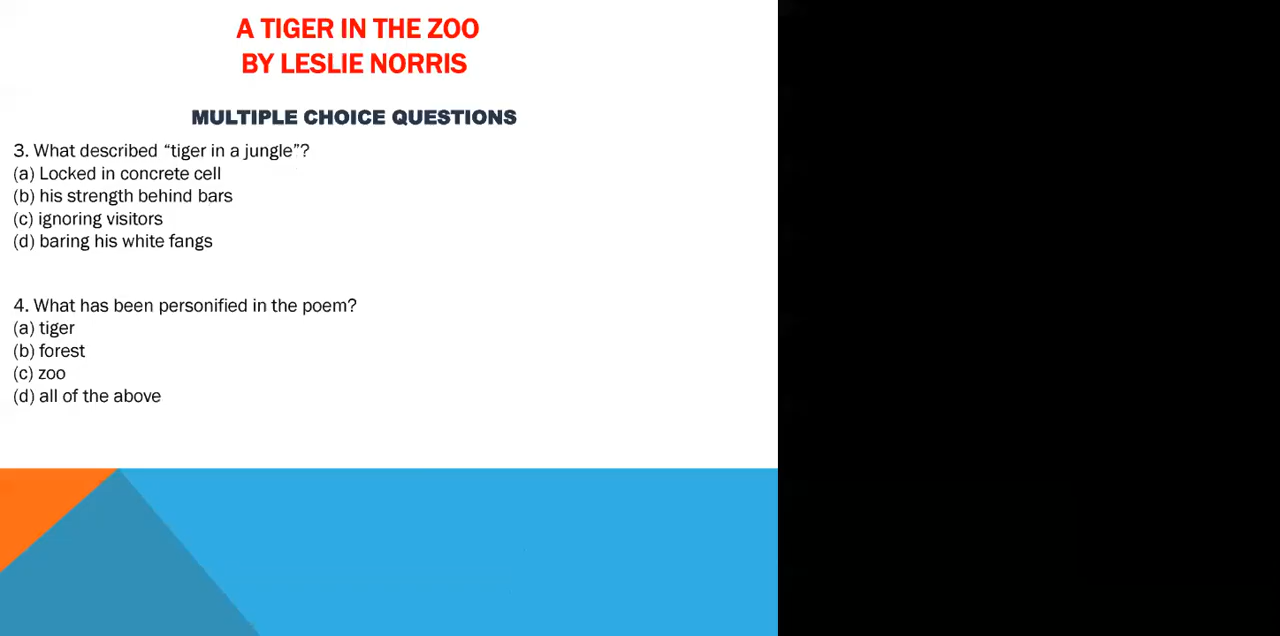 A TIGER IN THE ZOO
BY LESLIE NORRIS
MULTIPLE CHOICE QUESTIONS
3. What described “tiger in a jungle”?
(a) Locked in concrete cell
(b) his strength behind bars
(c) ignoring visitors
(d) baring his white fangs
4. What has been personified in the poem?
(a) tiger
(b) forest
(c) zoo
(d) all of the above